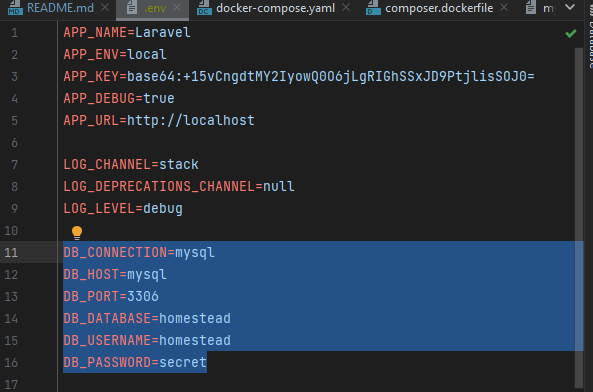 README.md .env docker-compose.yaml composer.dockerfile my
1 APP_NAME=Laravel
2 APP_ENV=local
3 APP_KEY=base64:+15vCngdtMY2IyowQ0O6jLgRIGhSSxJD9PtjlisSOJ0=
4 APP_DEBUG=true
5 APP_URL=http://localhost
6
7 LOG_CHANNEL=stack
8 LOG_DEPRECATIONS_CHANNEL=null
9 LOG_LEVEL=debug
10
11 DB_CONNECTION=mysql
12 DB_HOST=mysql
13 DB_PORT=3306
14 DB_DATABASE=homestead
15 DB_USERNAME=homestead
16 DB_PASSWORD=secret
17
Database